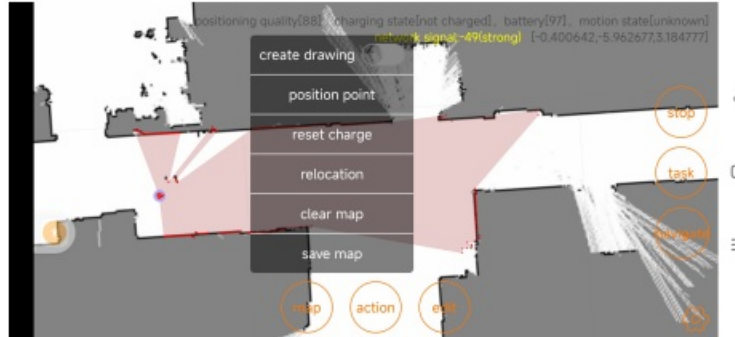 positioning quality[88], charging state[not charged], battery[97], motion state[unknown]
network signal:-49(strong) [-0.400642,-5.962677,3.184777]
create drawing
position point
reset charge
relocation
clear map
save map
stop
task
navigate
map
action
exit